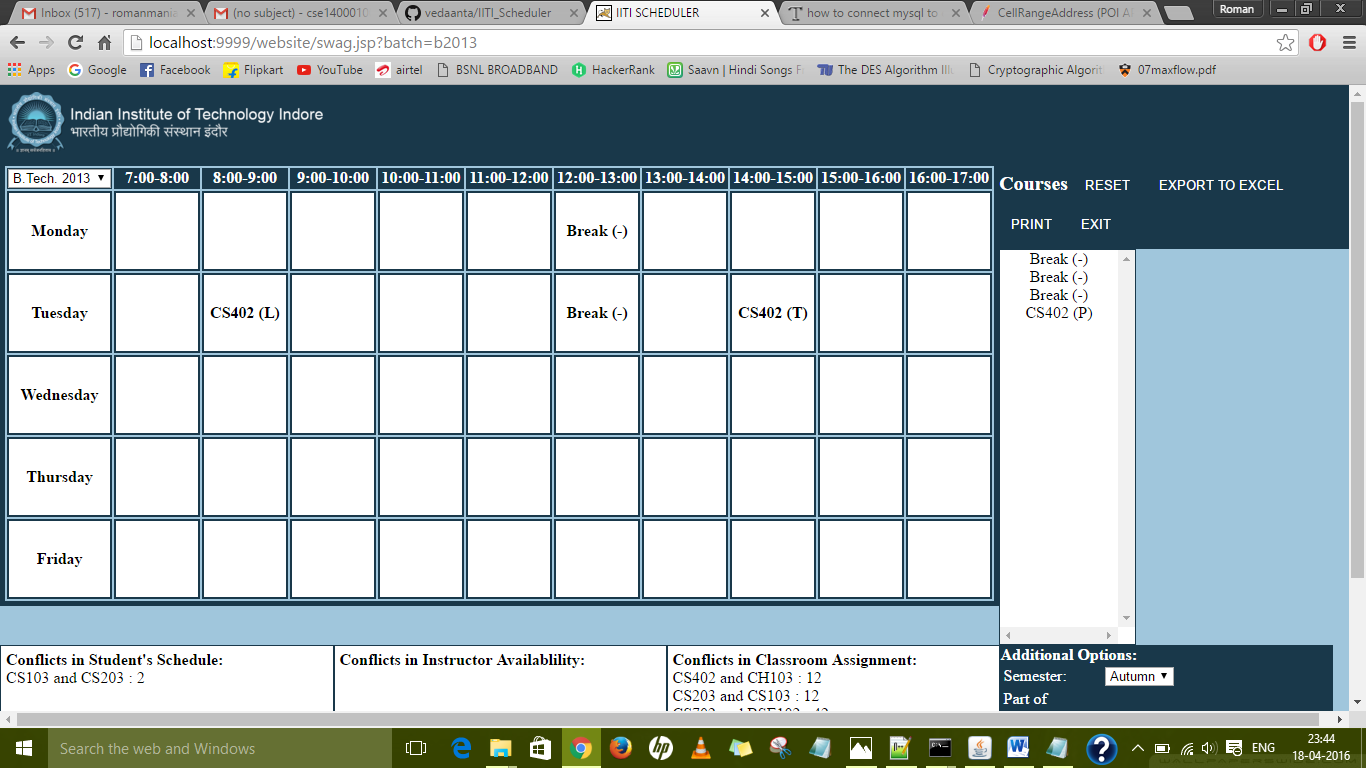 Inbox (517) - romanmania
(no subject) - cse1400010
vedaanta/IITI_Scheduler
IITI SCHEDULER
how to connect mysql to
CellRangeAddress (POI A
Roman
localhost:9999/website/swag.jsp?batch=b2013
Apps Google Facebook Flipkart YouTube airtel BSNL BROADBAND HackerRank Saavn | Hindi Songs F The DES Algorithm Illu Cryptographic Algorit 07maxflow.pdf
Indian Institute of Technology Indore
भारतीय प्रौद्योगिकी संस्थान इंदौर
B.Tech. 2013 7:00-8:00 8:00-9:00 9:00-10:00 10:00-11:00 11:00-12:00 12:00-13:00 13:00-14:00 14:00-15:00 15:00-16:00 16:00-17:00
Monday Break (-)
Tuesday CS402 (L) Break (-) CS402 (T)
Wednesday
Thursday
Friday
Courses RESET EXPORT TO EXCEL
PRINT EXIT
Break (-)
Break (-)
Break (-)
CS402 (P)
Conflicts in Student's Schedule:
CS103 and CS203 : 2
Conflicts in Instructor Availablility:
Conflicts in Classroom Assignment:
CS402 and CH103 : 12
CS203 and CS103 : 12
Additional Options:
Semester: Autumn
Part of
Search the web and Windows
ENG
23:44
18-04-2016